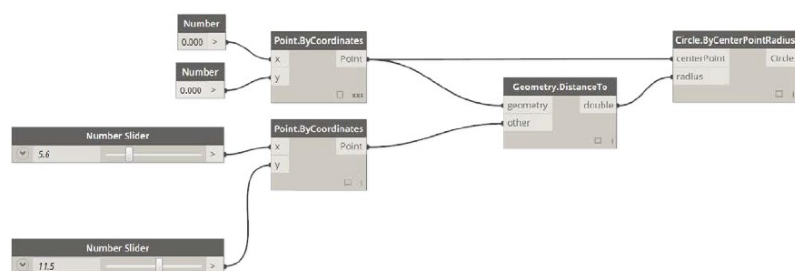 Number
0.000 >
Number
0.000 >
Point.ByCoordinates
x Point
y
Number Slider
5.6 >
Point.ByCoordinates
x Point
y
Number Slider
11.5 >
Geometry.DistanceTo
geometry double
other
Circle.ByCenterPointRadius
centerPoint Circle
radius